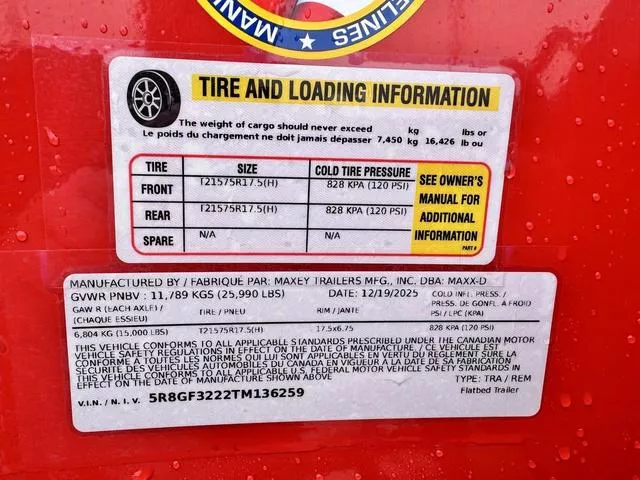 MAN
ELINES
TIRE AND LOADING INFORMATION
The weight of cargo should never exceed kg lbs or
Le poids du chargement ne doit jamais dépasser 7,450 kg 16,426 lb ou
TIRE SIZE COLD TIRE PRESSURE
FRONT T21575R17.5(H) 828 KPA (120 PSI)
REAR T21575R17.5(H) 828 KPA (120 PSI)
SPARE N/A N/A
SEE OWNER'S
MANUAL FOR
ADDITIONAL
INFORMATION
MANUFACTURED BY / FABRIQUÉ PAR: MAXEY TRAILERS MFG., INC. DBA: MAXX-D
GVWR PNBV : 11,789 KGS (25,990 LBS) DATE: 12/19/2025 COLD INFL. PRESS. /
PRESS. DE GONFL. A FROID
GAW R (EACH AXLE) / TIRE / PNEU RIM / JANTE PSI / LPC (KPA)
(CHAQUE ESSIEU)
6,804 KG (15,000 LBS) T21575R17.5(H) 17.5x6.75 828 KPA (120 PSI)
THIS VEHICLE CONFORMS TO ALL APPLICABLE STANDARDS PRESCRIBED UNDER THE CANADIAN MOTOR
VEHICLE SAFETY REGULATIONS IN EFFECT ON THE DATE OF MANUFACTURE. / CE VEHICULE EST
CONFORME A TOUTES LES NORMES QUI LUI SONT APPLICABLES EN VERTU DU REGLEMENT SUR LA
SECURITE DES VEHICULES AUTOMOBILES DU CANADA EN VIGUEUR A LA DATE DE SA FABRICATION
THIS VEHICLE CONFORMS TO ALL APPLICABLE U.S. FEDERAL MOTOR VEHICLE SAFETY STANDARDS IN
EFFECT ON THE DATE OF MANUFACTURE SHOWN ABOVE
TYPE: TRA / REM
V.I.N. / N. I. V. 5R8GF3222TM136259 Flatbed Trailer